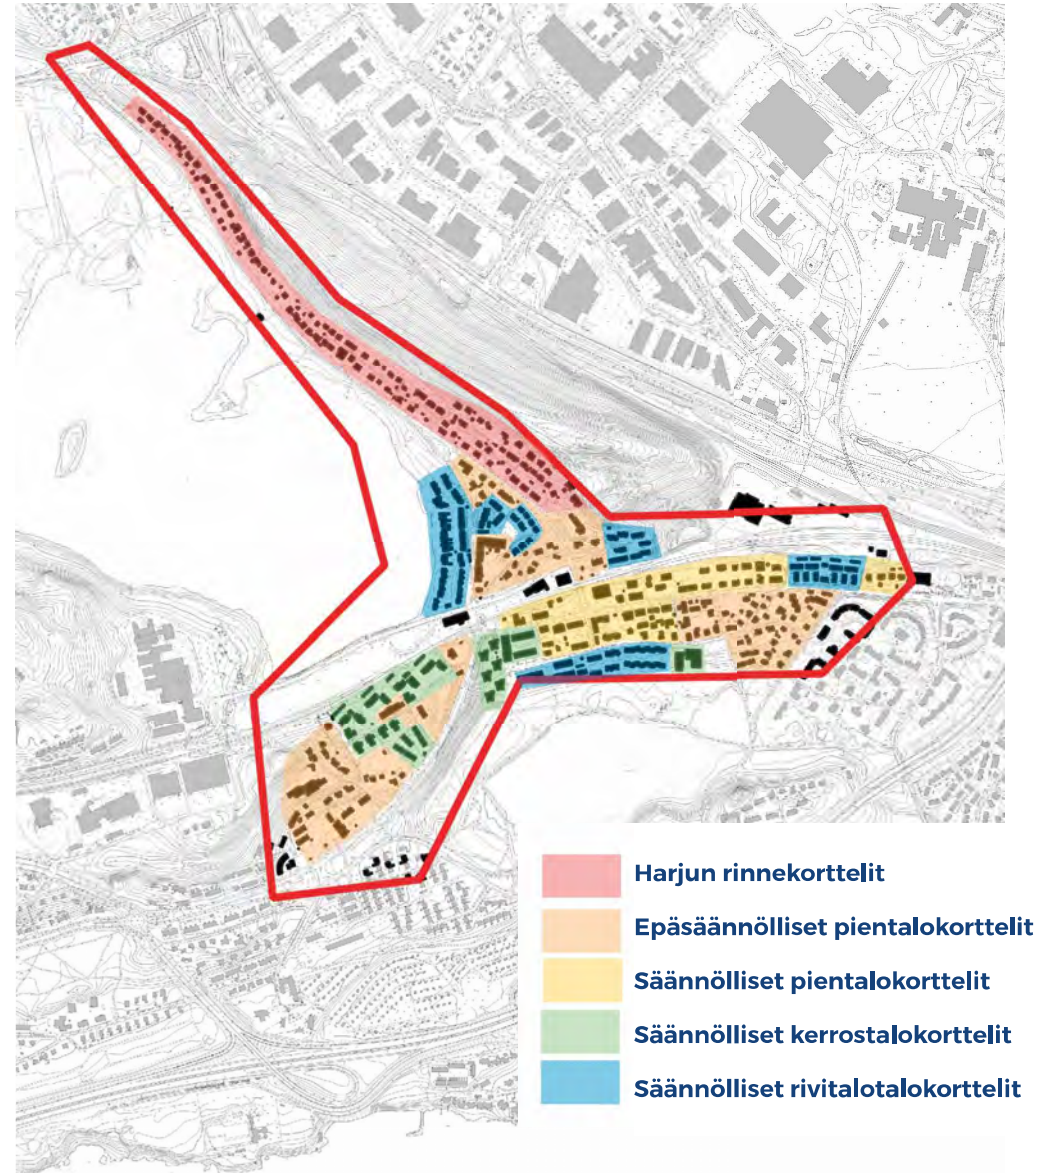 Harjun rinnekorttelit
Epäsäännölliset pientalokorttelit
Säännölliset pientalokorttelit
Säännölliset kerrostalokorttelit
Säännölliset rivitalotalokorttelit